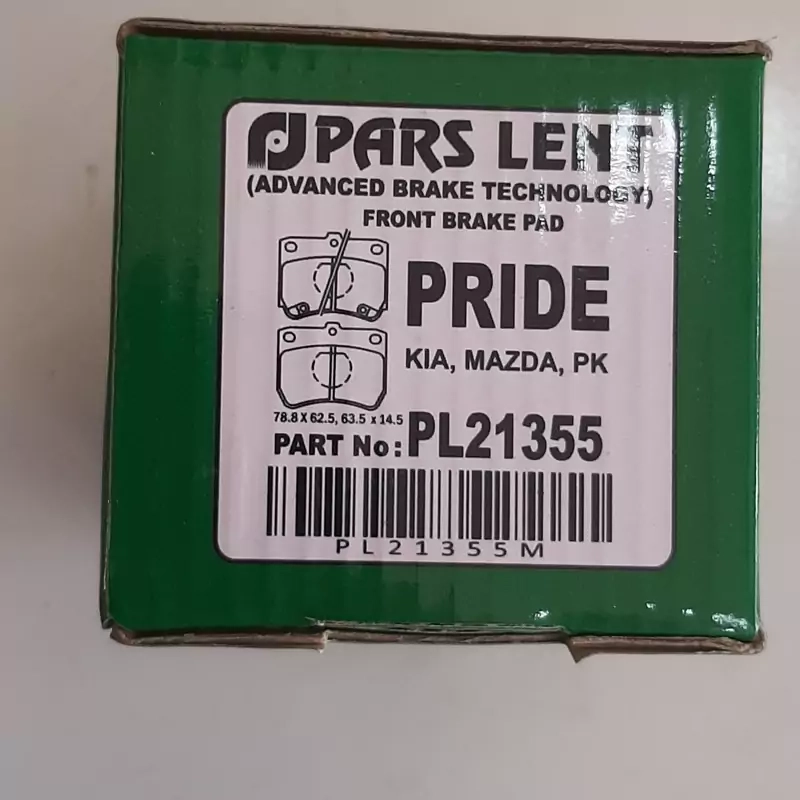 PARS LENT
(ADVANCED BRAKE TECHNOLOGY)
FRONT BRAKE PAD
PRIDE
KIA, MAZDA, PK
78.8 X 62.5, 63.5 x 14.5
PART No: PL21355
PL21355M